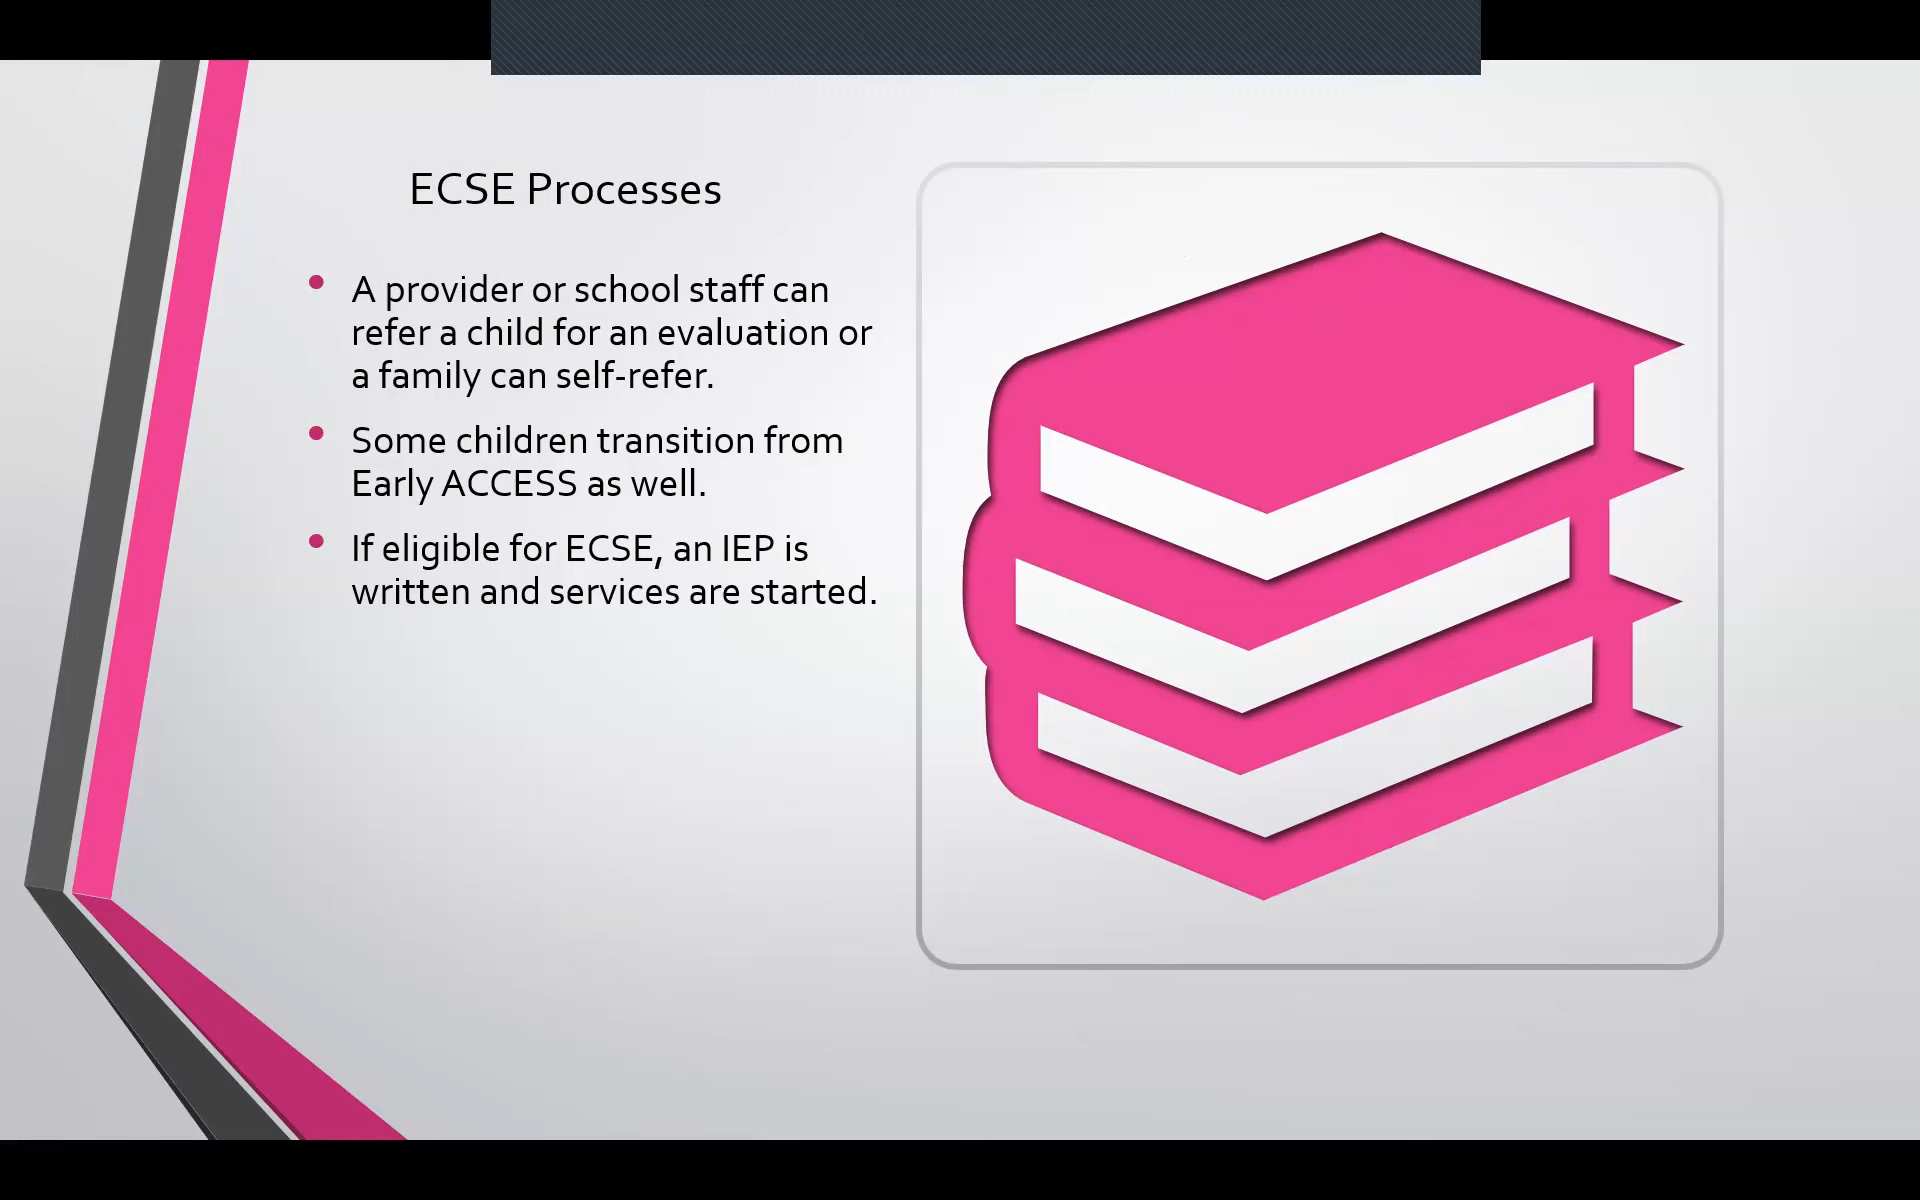 ECSE Processes
• A provider or school staff can
refer a child for an evaluation or
a family can self-refer.
• Some children transition from
Early ACCESS as well.
• If eligible for ECSE, an IEP is
written and services are started.